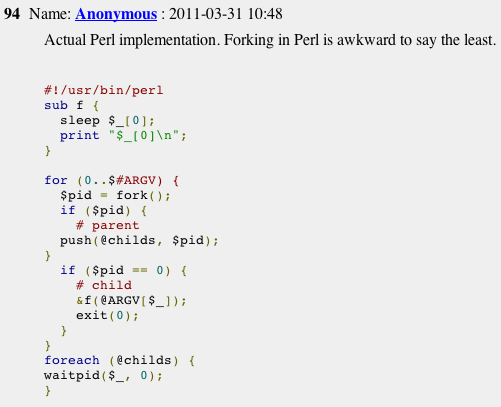 94 Name: Anonymous : 2011-03-31 10:48
Actual Perl implementation. Forking in Perl is awkward to say the least.
#!/usr/bin/perl
sub f {
  sleep $_[0];
  print "$_[0]\n";
}
for (0..$#ARGV) {
  $pid = fork();
  if ($pid) {
    # parent
  push(@childs, $pid);
}
  if ($pid == 0) {
    # child
    &f(@ARGV[$_]);
    exit(0);
  }
}
foreach (@childs) {
waitpid($_, 0);
}